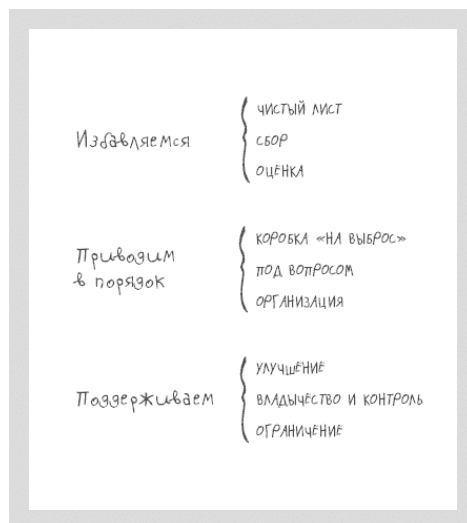 Избавляемся
ЧИСТЫЙ ЛИСТ
СБОР
ОЦЕНКА
Приводим
в порядок
КОРОБКА «НА ВЫБРОС»
ПОД ВОПРОСОМ
ОРГАНИЗАЦИЯ
Поддерживаем
УЛУЧШЕНИЕ
ВЛАДЫЧЕСТВО И КОНТРОЛЬ
ОГРАНИЧЕНИЕ